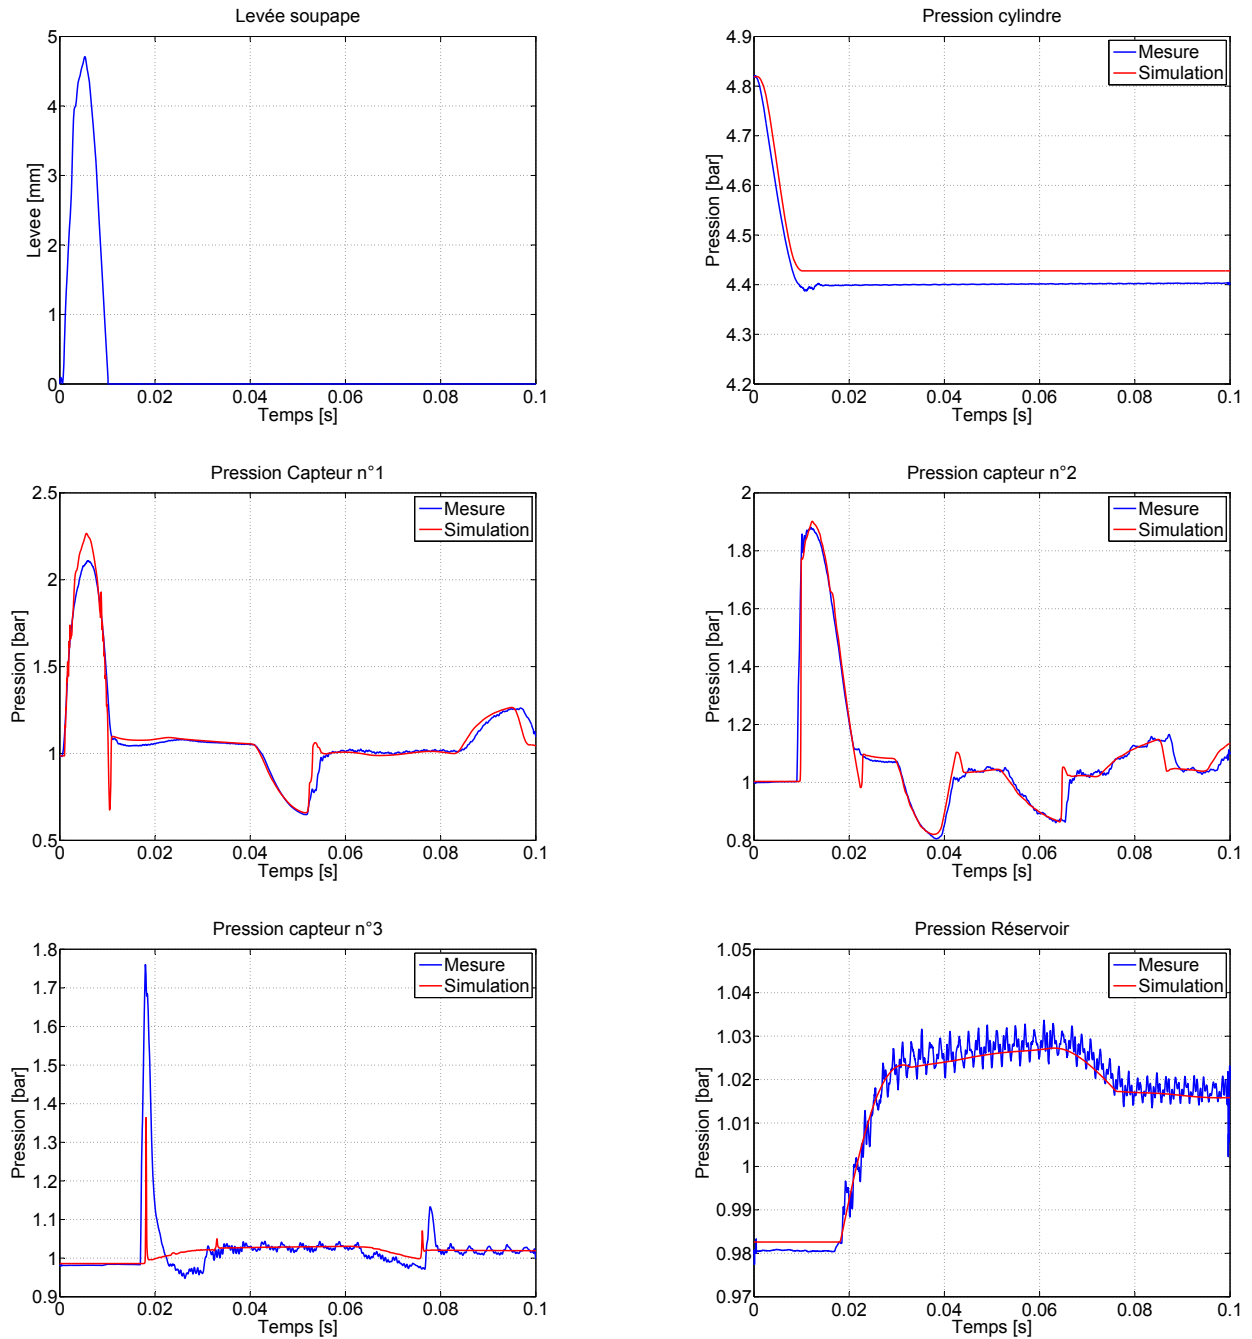 Levée soupape
5
4
3
2
1
0
Levee [mm]
0 0.02 0.04 0.06 0.08 0.1
Temps [s]
Pression cylindre
4.9
4.8
4.7
4.6
4.5
4.4
4.3
4.2
Pression [bar]
Mesure
Simulation
0 0.02 0.04 0.06 0.08 0.1
Temps [s]
Pression Capteur n°1
2.5
2
1.5
1
0.5
Pression [bar]
Mesure
Simulation
0 0.02 0.04 0.06 0.08 0.1
Temps [s]
Pression capteur n°2
2
1.8
1.6
1.4
1.2
1
0.8
Pression [bar]
Mesure
Simulation
0 0.02 0.04 0.06 0.08 0.1
Temps [s]
Pression capteur n°3
1.8
1.7
1.6
1.5
1.4
1.3
1.2
1.1
1
0.9
Pression [bar]
Mesure
Simulation
0 0.02 0.04 0.06 0.08 0.1
Temps [s]
Pression Réservoir
1.05
1.04
1.03
1.02
1.01
1
0.99
0.98
0.97
Pression [bar]
Mesure
Simulation
0 0.02 0.04 0.06 0.08 0.1
Temps [s]